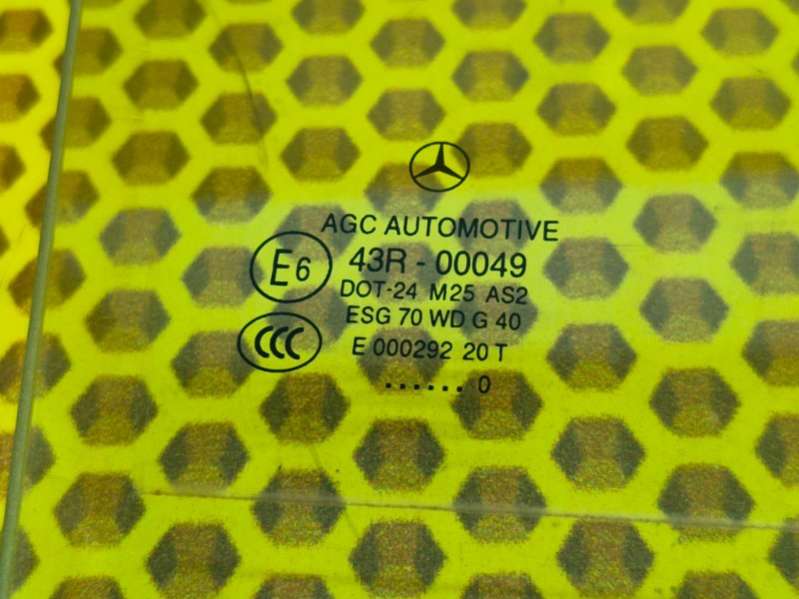 AGC AUTOMOTIVE
E6 43R - 00049
DOT-24 M25 AS2
ESG 70 WD G 40
CCC E 000292 20 T
...... 0